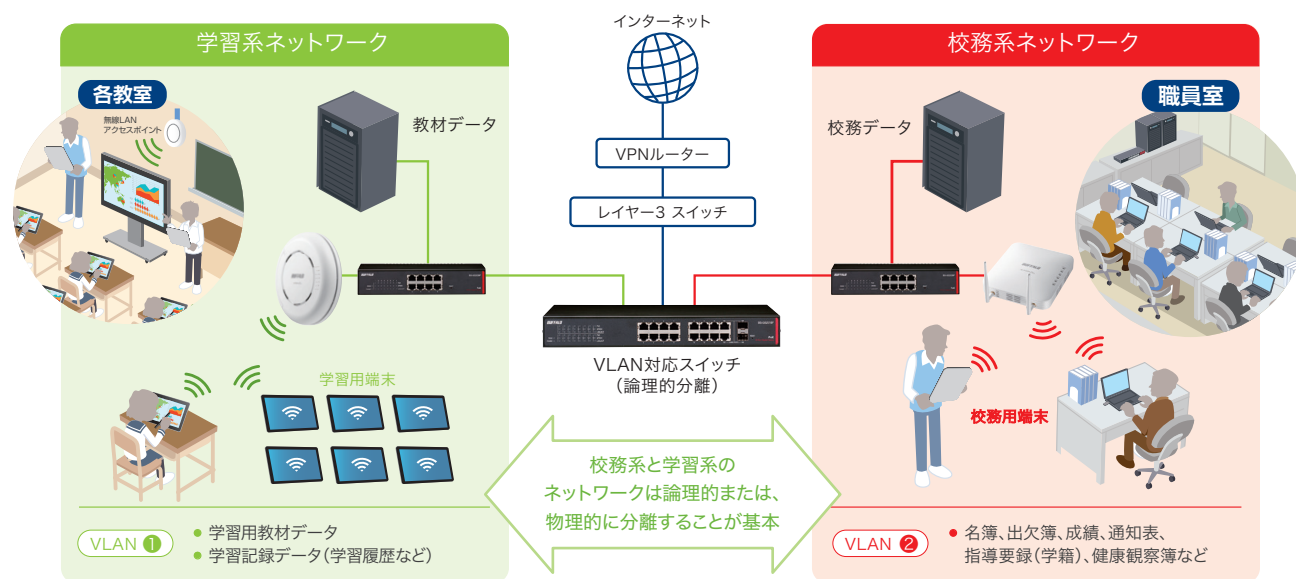 インターネット
学習系ネットワーク
校務系ネットワーク
各教室
無線LAN
アクセスポイント
教材データ
VPNルーター
レイヤー3 スイッチ
校務データ
職員室
BUFFALO
BUFFALO
BUFFALO
VLAN対応スイッチ
(論理的分離)
学習用端末
校務用端末
校務系と学習系の
ネットワークは論理的または、
物理的に分離することが基本
VLAN ❶
● 学習用教材データ
● 学習記録データ(学習履歴など)
VLAN ❷
● 名簿、出欠簿、成績、通知表、
指導要録(学籍)、健康観察簿など